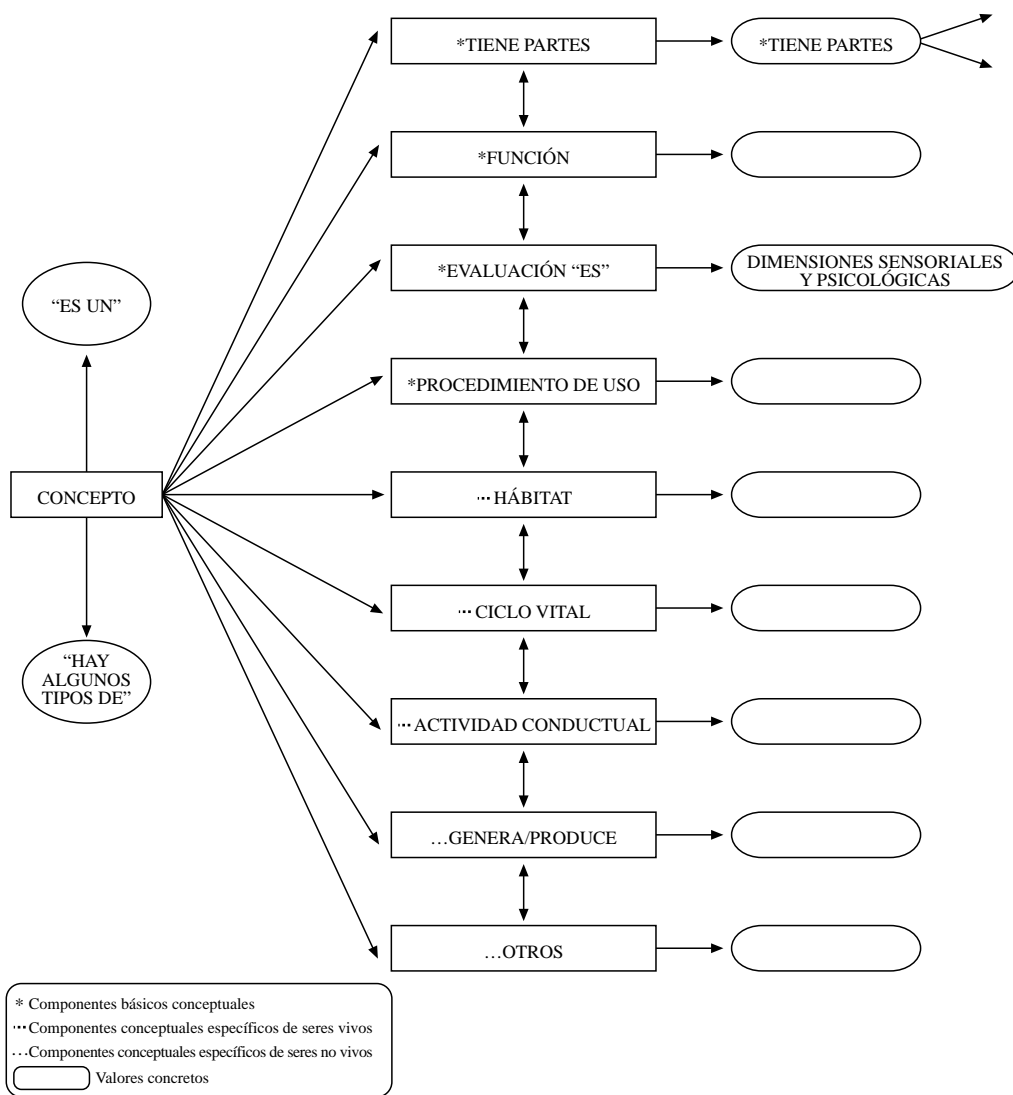 *TIENE PARTES
*TIENE PARTES
*FUNCIÓN
*EVALUACIÓN “ES”
DIMENSIONES SENSORIALES
Y PSICOLÓGICAS
“ES UN”
*PROCEDIMIENTO DE USO
CONCEPTO
···HÁBITAT
···CICLO VITAL
“HAY
ALGUNOS
TIPOS DE”
···ACTIVIDAD CONDUCTUAL
…GENERA/PRODUCE
…OTROS
* Componentes básicos conceptuales
···Componentes conceptuales específicos de seres vivos
…Componentes conceptuales específicos de seres no vivos
Valores concretos